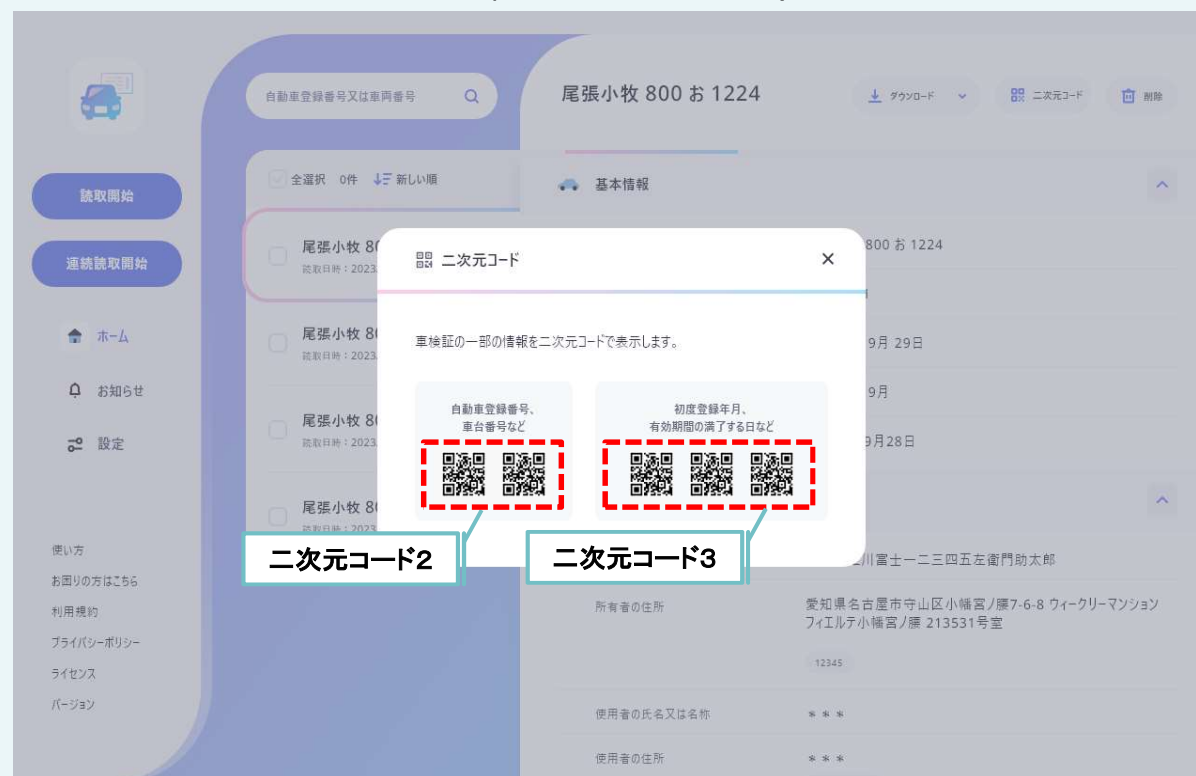 自動車登録番号又は車両番号
尾張小牧 800 お 1224
ダウンロード
二次元コード
削除
読取開始
連続読取開始
ホーム
お知らせ
設定
使い方
お困りの方はこちら
利用規約
プライバシーポリシー
ライセンス
バージョン
全選択 0件
新しい順
尾張小牧 80
読取日時：2023.
尾張小牧 80
読取日時：2023.
尾張小牧 80
読取日時：2023.
尾張小牧 80
読取日時：2023
基本情報
800 お 1224
9月 29日
9月
9月28日
二次元コード
車検証の一部の情報を二次元コードで表示します。
自動車登録番号、
車台番号など
初度登録年月、
有効期間の満了する日など
二次元コード2
二次元コード3
川富士一二三四五左衛門助太郎
所有者の住所
愛知県名古屋市守山区小幡宮ノ腰7-6-8 ウィークリーマンション
フィエルテ小幡宮ノ腰 213531号室
12345
使用者の氏名又は名称
＊＊＊
使用者の住所
＊＊＊